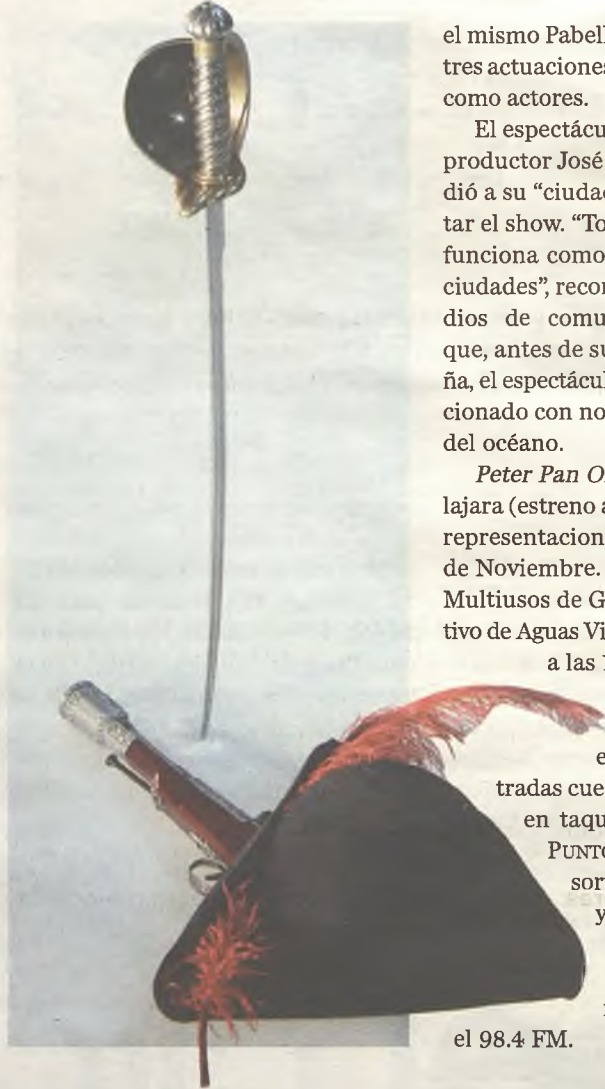 el mismo Pabell
tres actuaciones
como actores.
El espectácu
productor José
dió a su “ciudad
tar el show. “To
funciona como
ciudades”, recor
dios de comu
que, antes de su
ña, el espectácul
cionado con no
del océano.
Peter Pan O
lajara (estreno a
representacion
de Noviembre.
Multiusos de G
tivo de Aguas Vi
a las
e
tradas cue
en taqu
PUNTO
sor
y
el 98.4 FM.